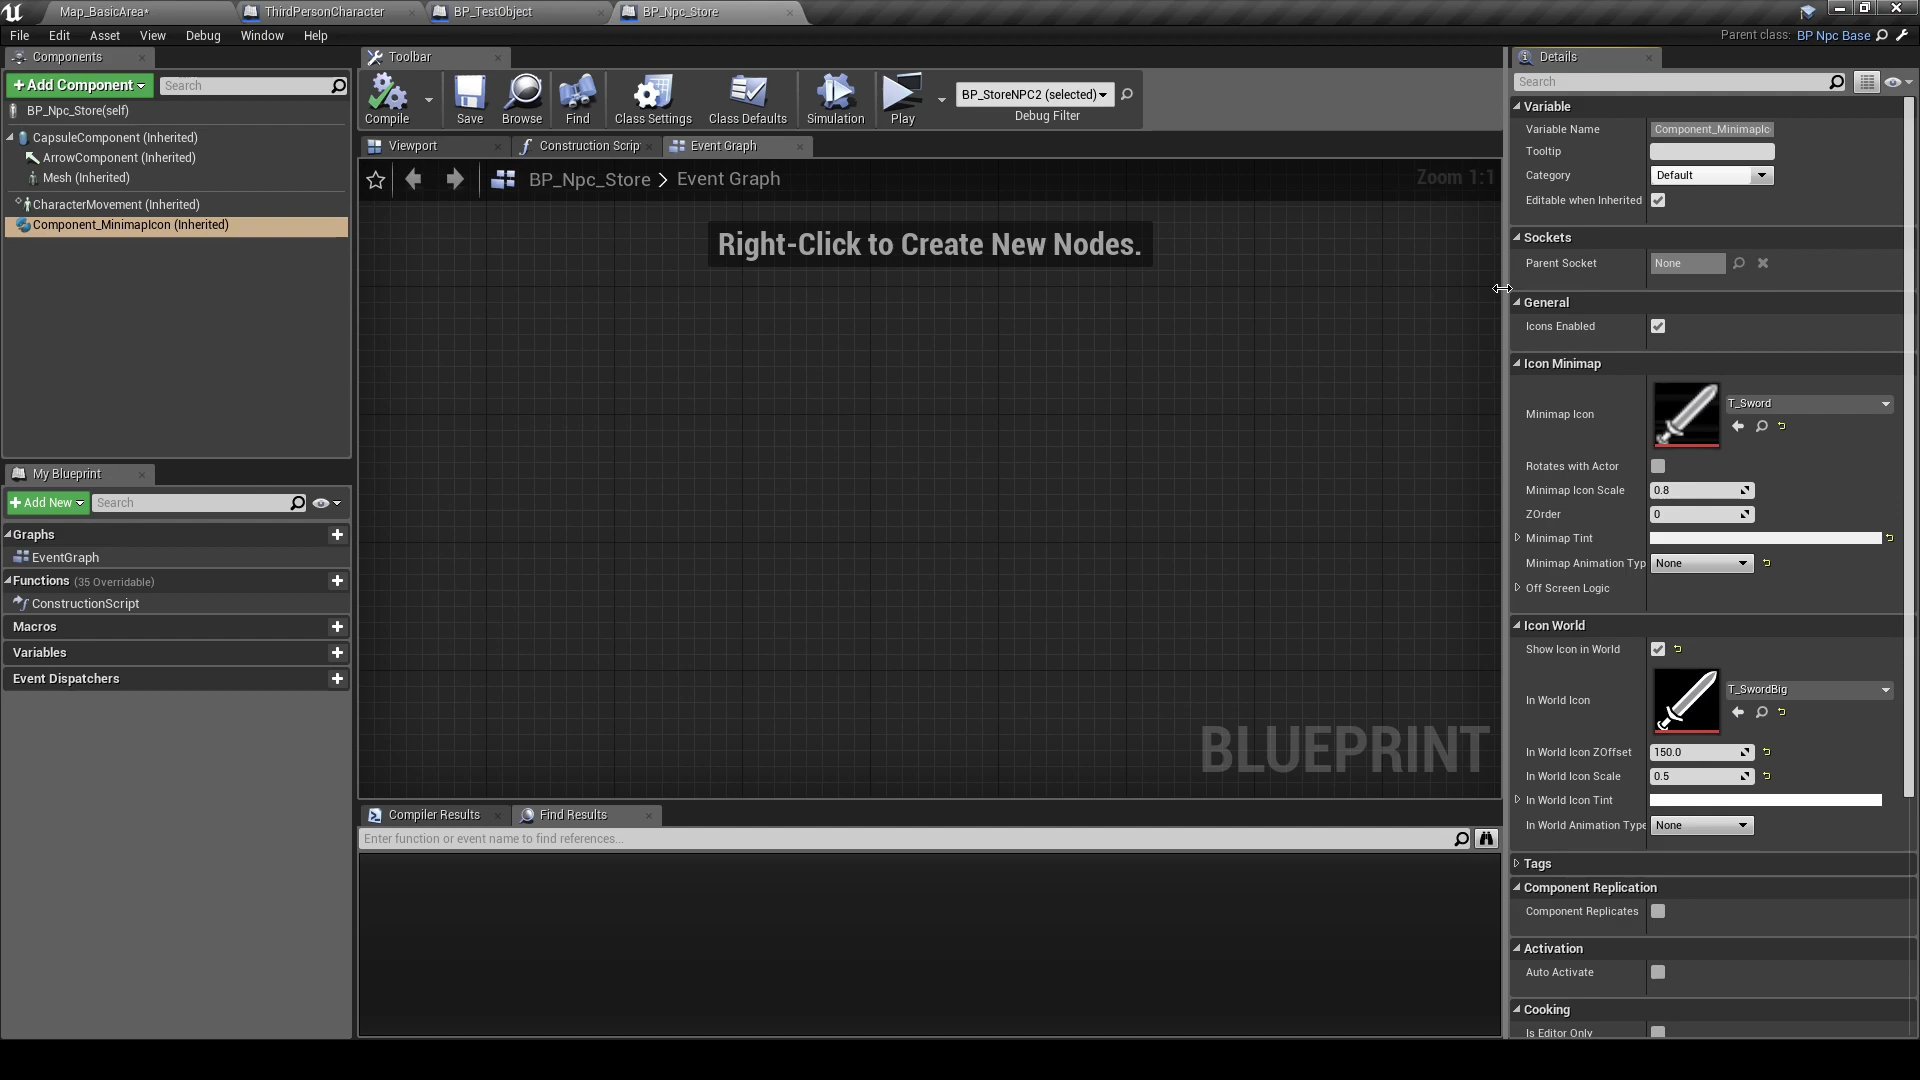 Map_BasicArea*
ThirdPersonCharacter
BP_TestObject
BP_Npc_Store
File Edit Asset View Debug Window Help
Parent class: BP Npc Base
Components
Add Component
Search
BP_Npc_Store(self)
CapsuleComponent (Inherited)
ArrowComponent (Inherited)
Mesh (Inherited)
CharacterMovement (Inherited)
Component_MinimapIcon (Inherited)
My Blueprint
Add New
Search
Graphs
EventGraph
Functions (35 Overridable)
ConstructionScript
Macros
Variables
Event Dispatchers
Toolbar
Compile
Save
Browse
Find
Class Settings
Class Defaults
Simulation
Play
BP_StoreNPC2 (selected)
Debug Filter
Viewport
Construction Scrip
Event Graph
BP_Npc_Store > Event Graph
Zoom 1:1
Right-Click to Create New Nodes.
BLUEPRINT
Compiler Results
Find Results
Enter function or event name to find references...
Details
Search
Variable
Variable Name Component_MinimapIc
Tooltip
Category Default
Editable when Inherited
Sockets
Parent Socket None
General
Icons Enabled
Icon Minimap
Minimap Icon T_Sword
Rotates with Actor
Minimap Icon Scale 0.8
ZOrder 0
Minimap Tint
Minimap Animation Typ None
Off Screen Logic
Icon World
Show Icon in World
In World Icon T_SwordBig
In World Icon ZOffset 150.0
In World Icon Scale 0.5
In World Icon Tint
In World Animation Type None
Tags
Component Replication
Component Replicates
Activation
Auto Activate
Cooking
Is Editor Only